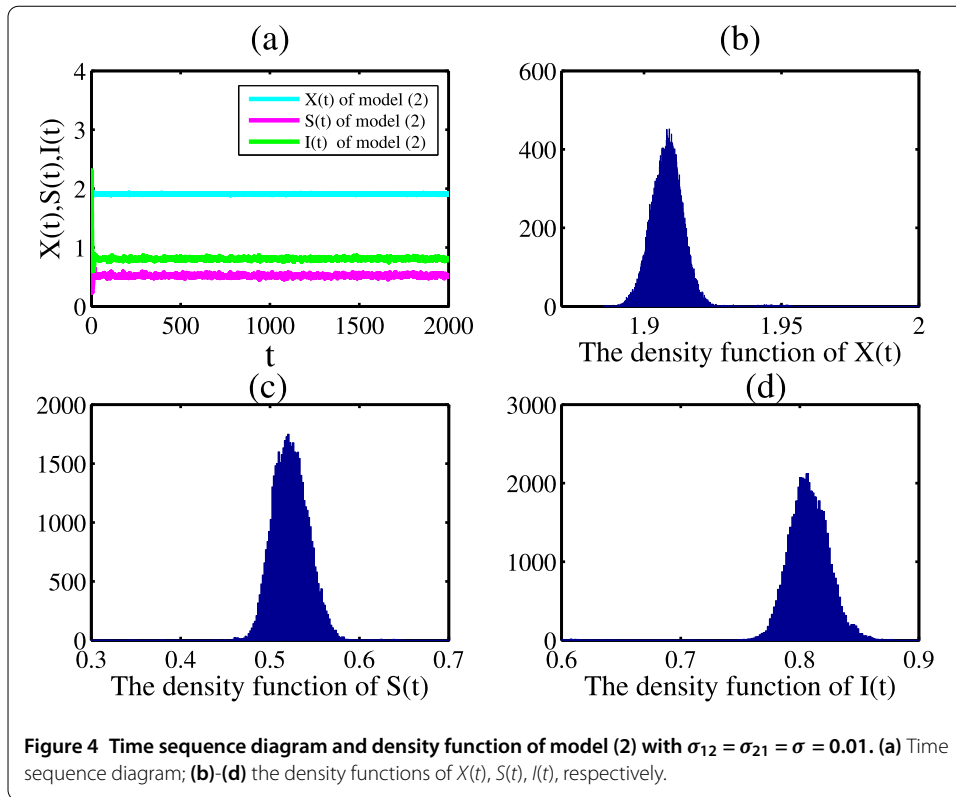 (a)
4
3
2
1
0
X(t),S(t),I(t)
X(t) of model (2)
S(t) of model (2)
I(t) of model (2)
0 500 1000 1500 2000
t
(b)
600
400
200
0
1.9 1.95 2
The density function of X(t)
(c)
2000
1500
1000
500
0
0.3 0.4 0.5 0.6 0.7
The density function of S(t)
(d)
3000
2000
1000
0
0.6 0.7 0.8 0.9
The density function of I(t)
Figure 4 Time sequence diagram and density function of model (2) with σ₁₂ = σ₂₁ = σ = 0.01. (a) Time
sequence diagram; (b)-(d) the density functions of X(t), S(t), I(t), respectively.